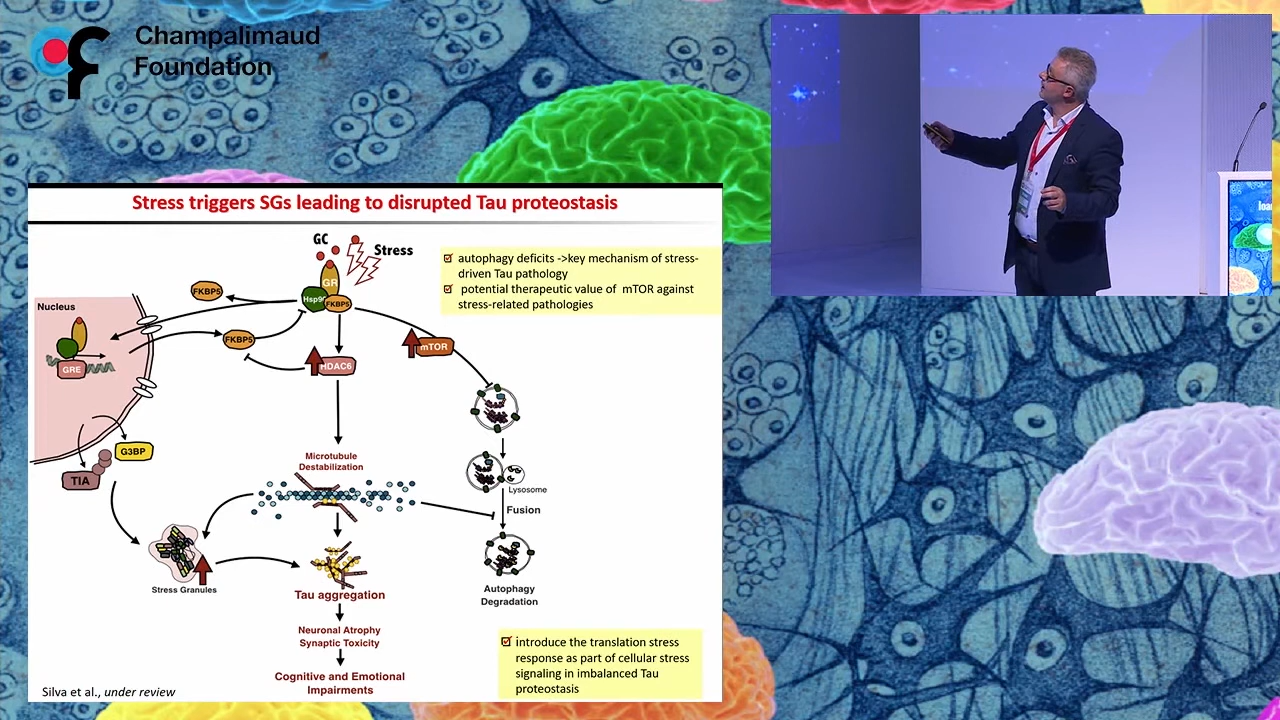 Champalimaud
Foundation
Stress triggers SGs leading to disrupted Tau proteostasis
GC
Stress
autophagy deficits ->key mechanism of stress-
driven Tau pathology
potential therapeutic value of mTOR against
stress-related pathologies
GR
FKBP5
Hsp90
FKBP5
Nucleus
FKBP5
mTOR
HDAC6
GRE
G3BP
TIA
Microtubule
Destabilization
Lysosome
Fusion
Stress Granules
Tau aggregation
Autophagy
Degradation
Neuronal Atrophy
Synaptic Toxicity
introduce the translation stress
response as part of cellular stress
signaling in imbalanced Tau
proteostasis
Cognitive and Emotional
Impairments
Silva et al., under review